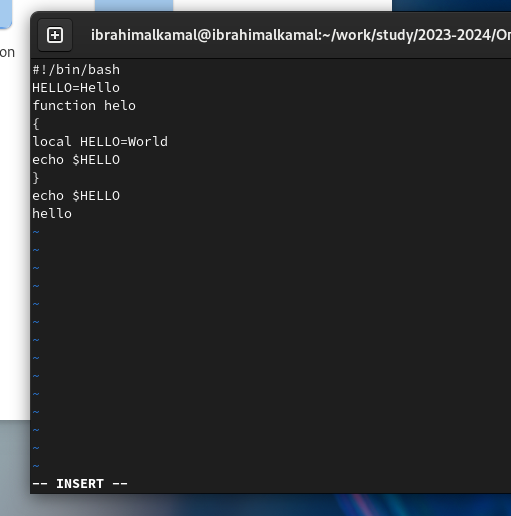 on
ibrahimalkamal@ibrahimalkamal:~/work/study/2023-2024/
#!/bin/bash
HELLO=Hello
function helo
{
local HELLO=World
echo $HELLO
}
echo $HELLO
hello
~
~
~
~
~
~
~
~
~
~
~
~
~
~
-- INSERT --